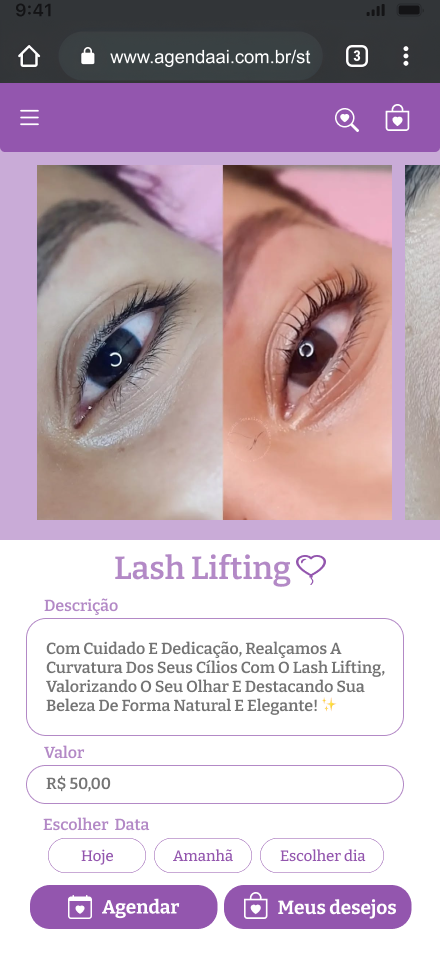 9:41
www.agendaai.com.br/st
3
Lash Lifting
Descrição
Com Cuidado E Dedicação, Realçamos A
Curvatura Dos Seus Cílios Com O Lash Lifting,
Valorizando O Seu Olhar E Destacando Sua
Beleza De Forma Natural E Elegante! ✨
Valor
R$ 50,00
Escolher Data
Hoje Amanhã Escolher dia
Agendar Meus desejos